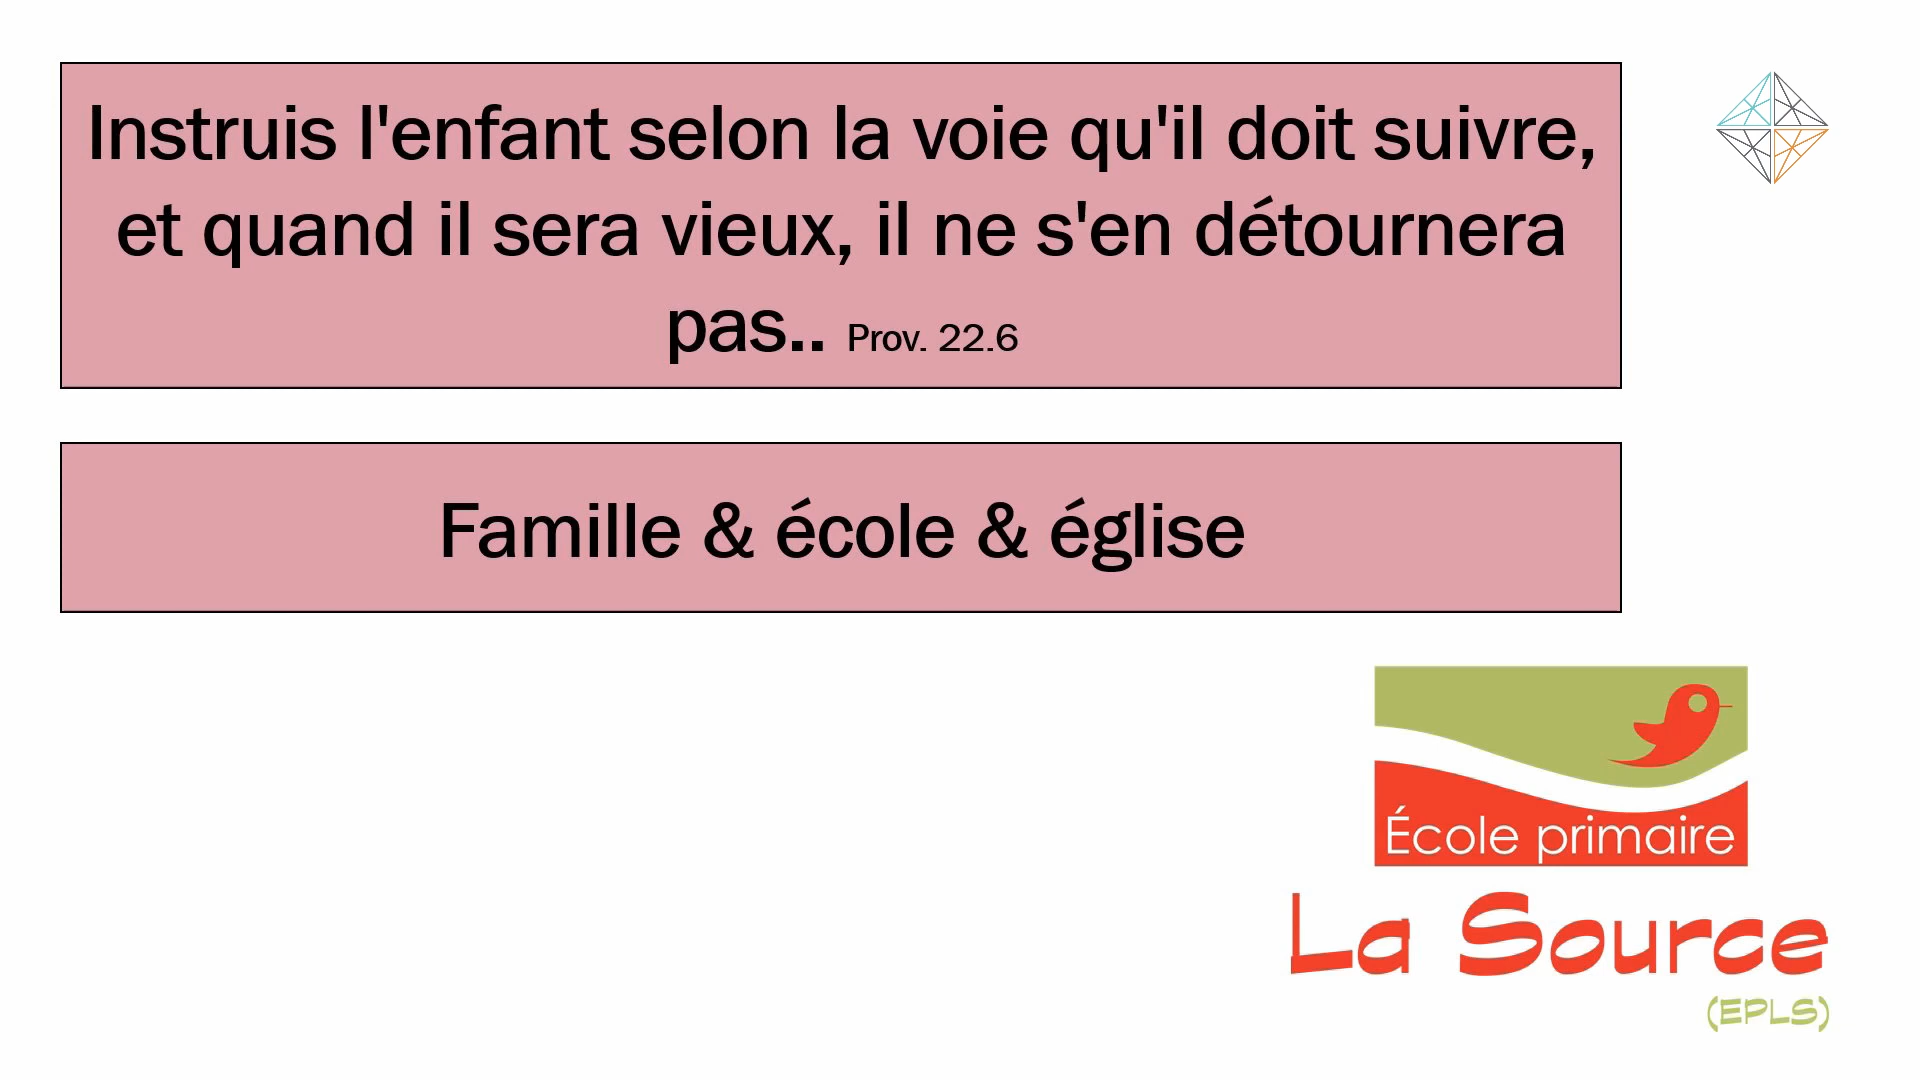 Instruis l'enfant selon la voie qu'il doit suivre,
et quand il sera vieux, il ne s'en détournera
pas.. Prov. 22.6
Famille & école & église
École primaire
La Source
(EPLS)